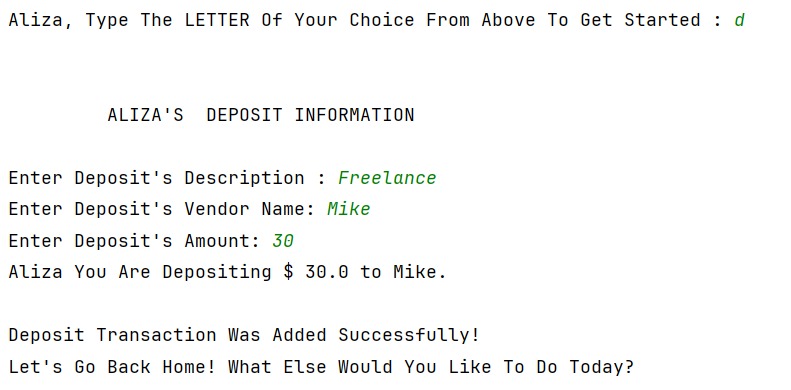 Aliza, Type The LETTER Of Your Choice From Above To Get Started : d
ALIZA'S  DEPOSIT INFORMATION
Enter Deposit's Description : Freelance
Enter Deposit's Vendor Name: Mike
Enter Deposit's Amount: 30
Aliza You Are Depositing $ 30.0 to Mike.
Deposit Transaction Was Added Successfully!
Let's Go Back Home! What Else Would You Like To Do Today?